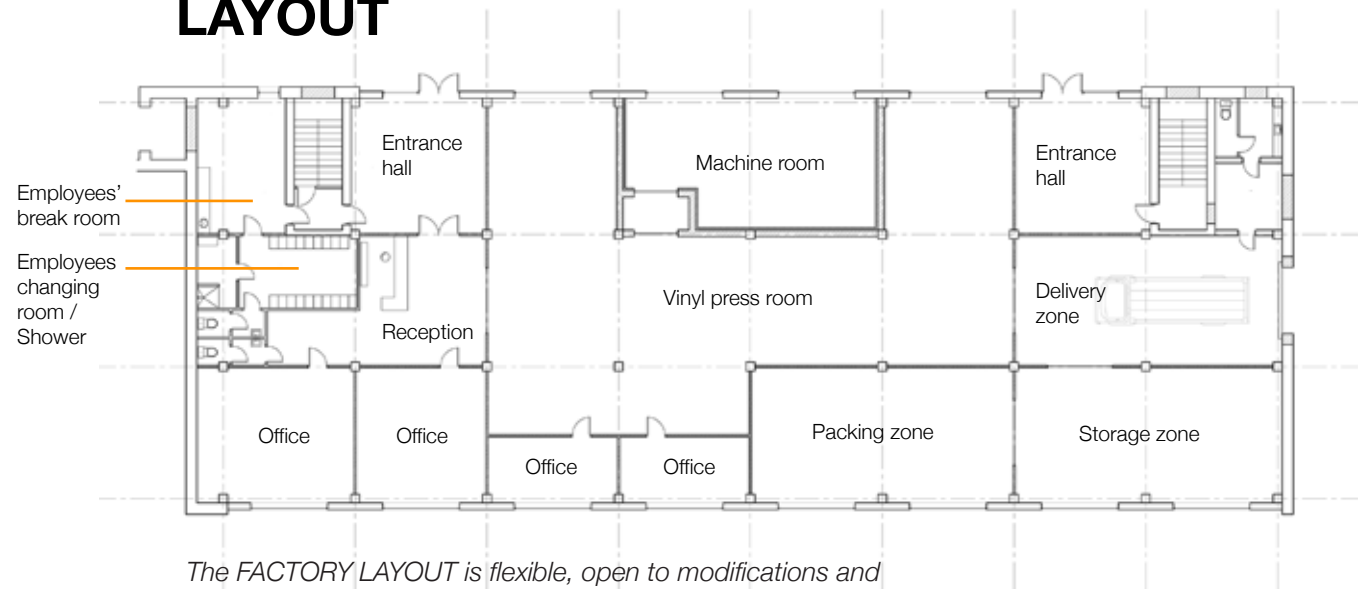 LAYOUT
Entrance
hall
Machine room
Entrance
hall
Employees’
break room
Employees
changing
room /
Shower
Vinyl press room
Delivery
zone
Reception
Office
Office
Office
Office
Packing zone
Storage zone
The FACTORY LAYOUT is flexible, open to modifications and